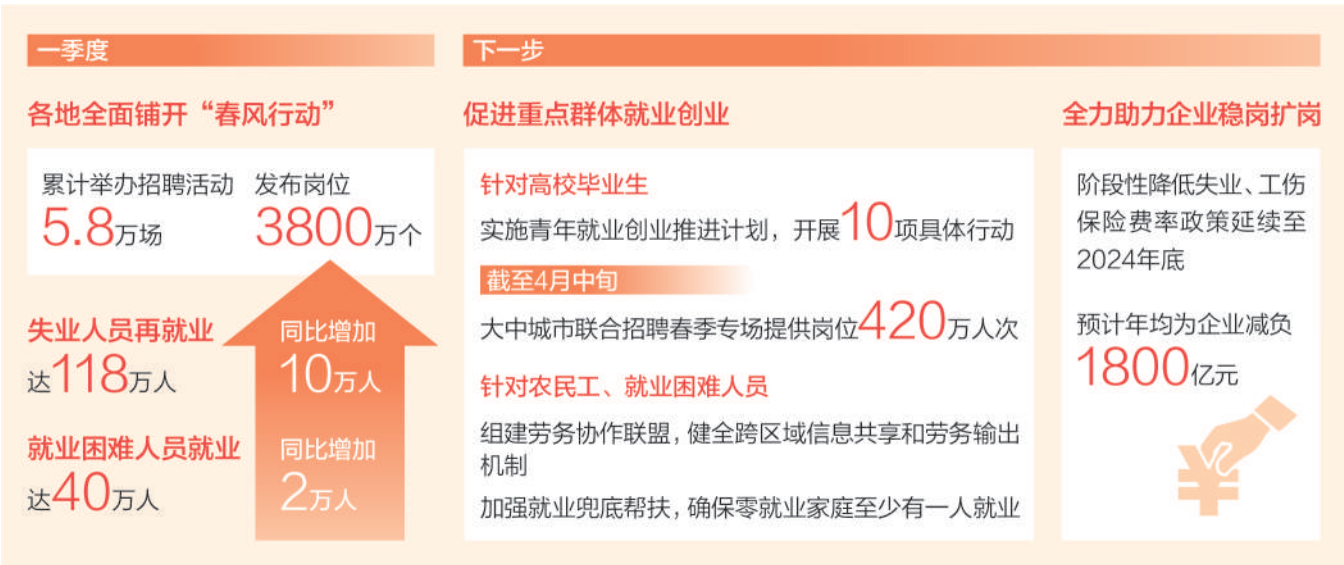 一季度
各地全面铺开“春风行动”
累计举办招聘活动
5.8万场
发布岗位
3800万个
失业人员再就业
达118万人
同比增加
10万人
就业困难人员就业
达40万人
同比增加
2万人
下一步
促进重点群体就业创业
针对高校毕业生
实施青年就业创业推进计划，开展10项具体行动
截至4月中旬
大中城市联合招聘春季专场提供岗位420万人次
针对农民工、就业困难人员
组建劳务协作联盟，健全跨区域信息共享和劳务输出
机制
加强就业兜底帮扶，确保零就业家庭至少有一人就业
全力助力企业稳岗扩岗
阶段性降低失业、工伤
保险费率政策延续至
2024年底
预计年均为企业减负
1800亿元